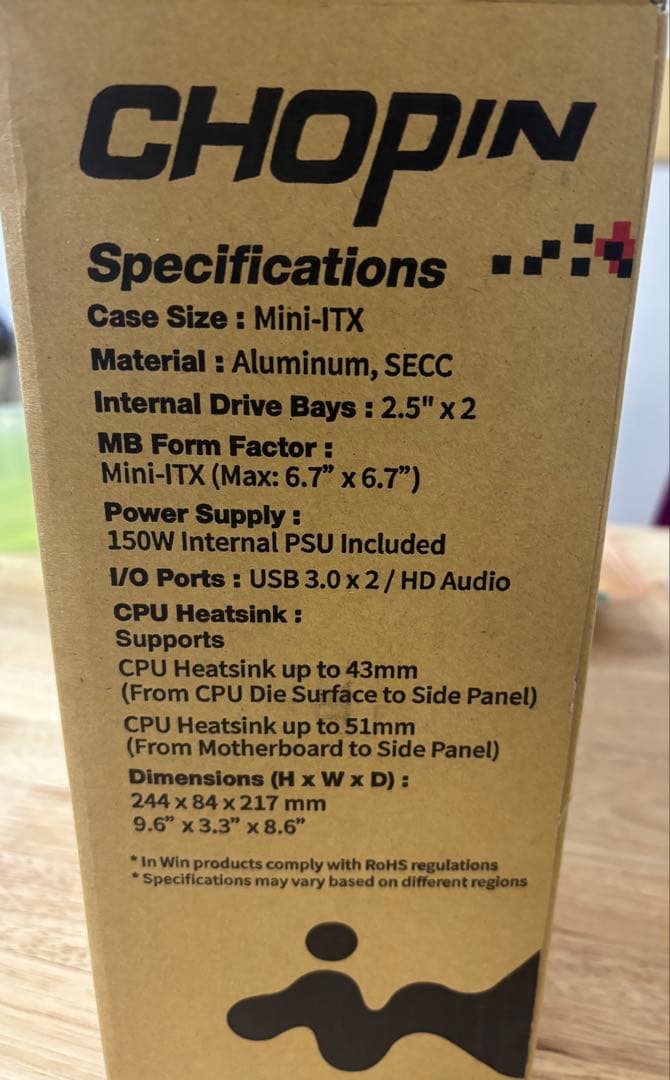 CHOPIN
Specifications
Case Size : Mini-ITX
Material : Aluminum, SECC
Internal Drive Bays : 2.5" x 2
MB Form Factor :
Mini-ITX (Max: 6.7” x 6.7”)
Power Supply :
150W Internal PSU Included
I/O Ports : USB 3.0 x 2 / HD Audio
CPU Heatsink :
Supports
CPU Heatsink up to 43mm
(From CPU Die Surface to Side Panel)
CPU Heatsink up to 51mm
(From Motherboard to Side Panel)
Dimensions (H x W x D) :
244 x 84 x 217 mm
9.6” x 3.3” x 8.6”
* In Win products comply with RoHS regulations
* Specifications may vary based on different regions